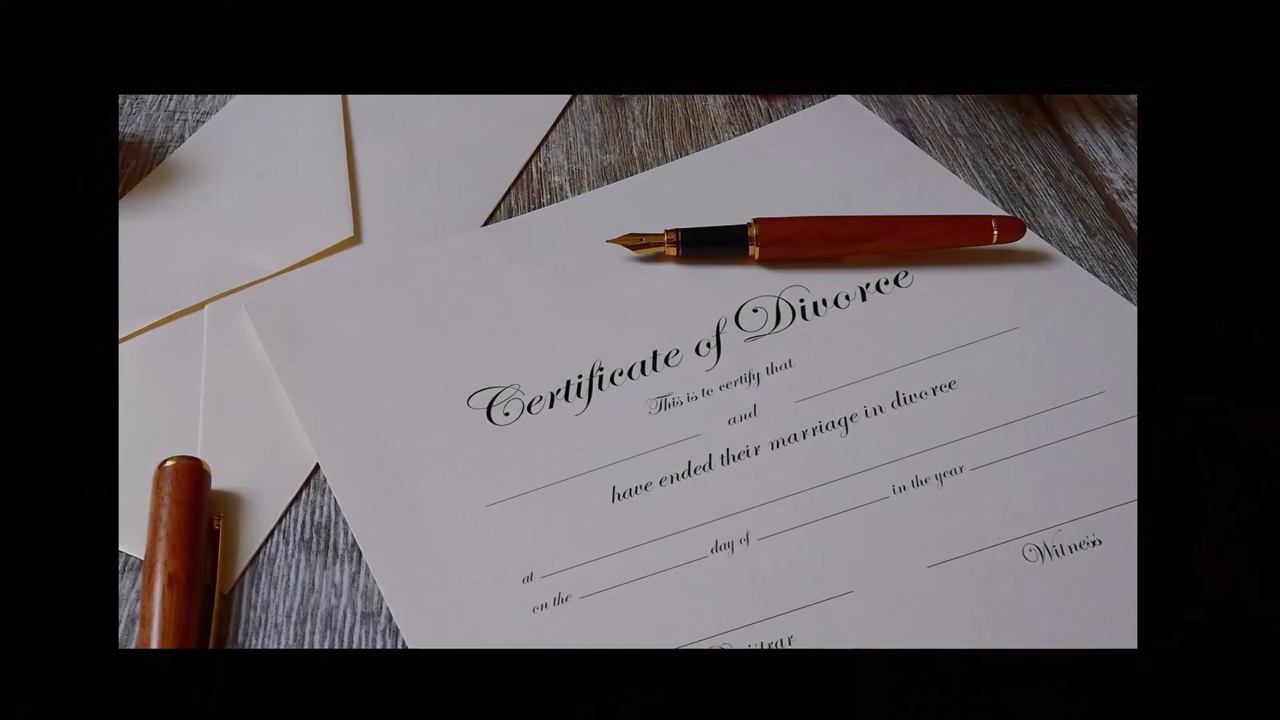 Certificate of Divorce
This is to certify that
and
have ended their marriage in divorce
at
on the day of in the year
Witness